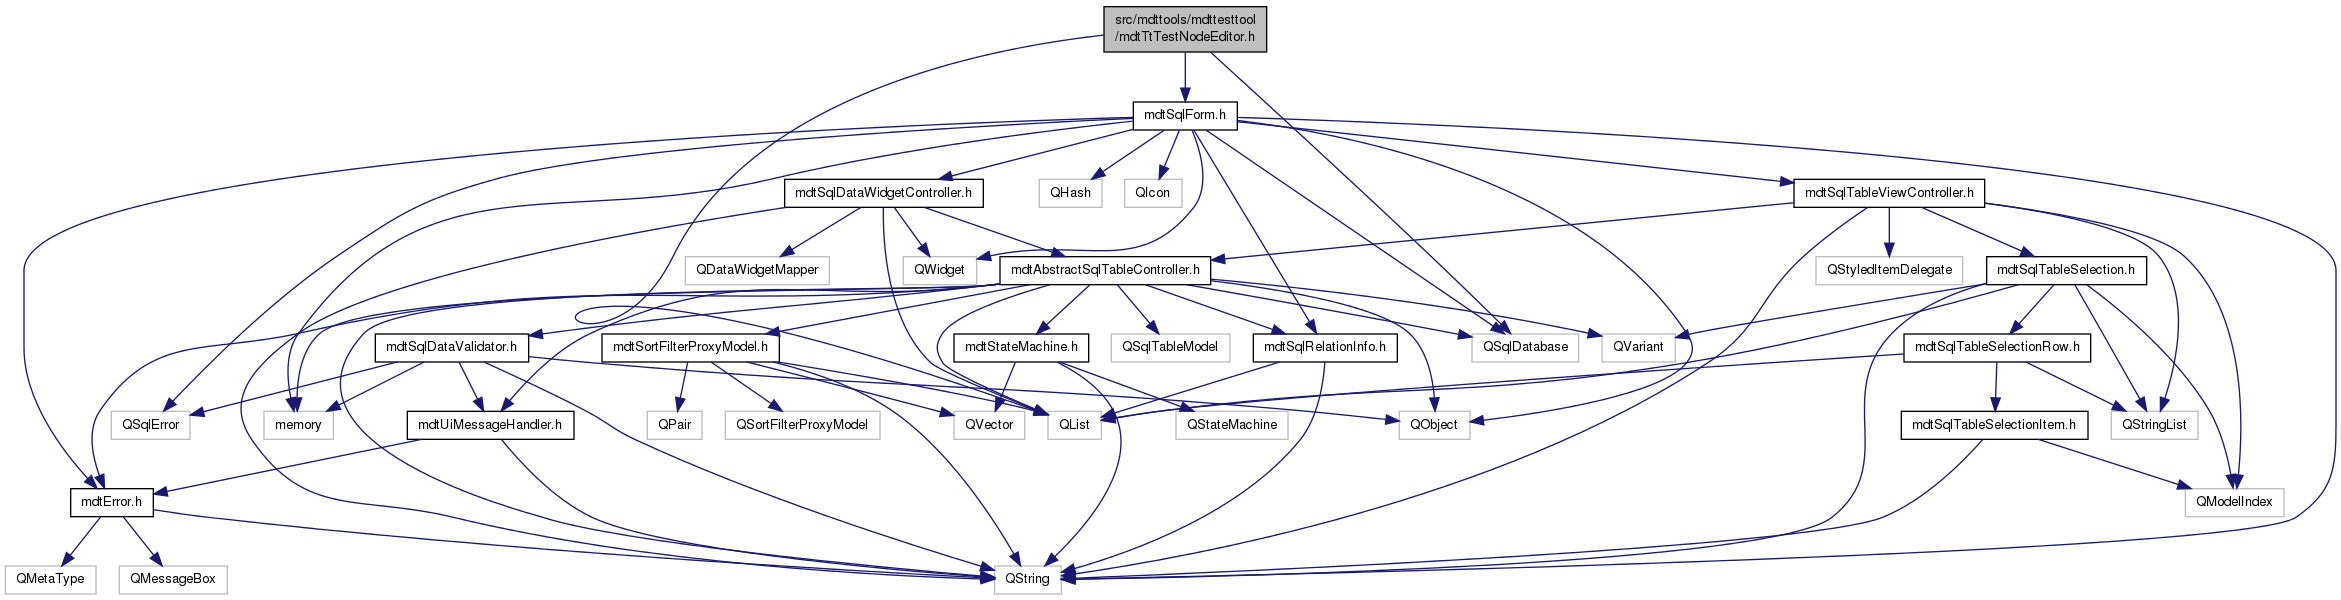 src/mdttools/mdttesttool
/mdtTtTestNodeEditor.h
mdtSqlForm.h
mdtSqlDataWidgetController.h
QHash
QIcon
mdtSqlTableViewController.h
QDataWidgetMapper
QWidget
mdtAbstractSqlTableController.h
QStyledItemDelegate
mdtSqlTableSelection.h
mdtSqlDataValidator.h
mdtSortFilterProxyModel.h
mdtStateMachine.h
QSqlTableModel
mdtSqlRelationInfo.h
QSqlDatabase
QVariant
mdtSqlTableSelectionRow.h
QSqlError
memory
mdtUiMessageHandler.h
QPair
QSortFilterProxyModel
QVector
QList
QStateMachine
QObject
mdtSqlTableSelectionItem.h
QStringList
mdtError.h
QModelIndex
QMetaType
QMessageBox
QString